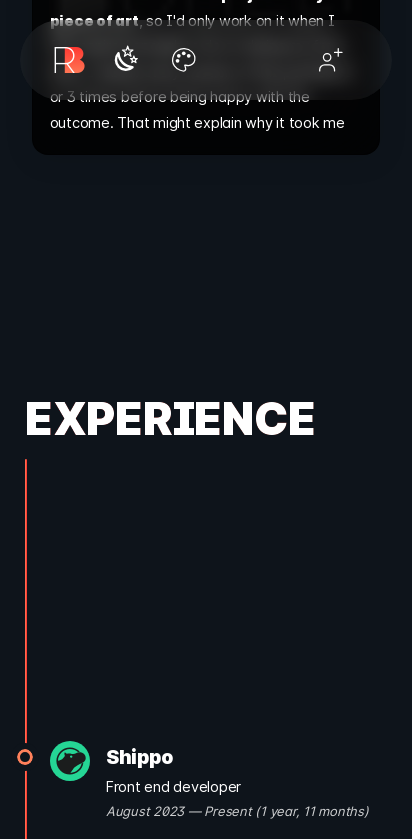 piece of art, so I'd only work on it when I
RB
or 3 times before being happy with the
outcome. That might explain why it took me
EXPERIENCE
Shippo
Front end developer
August 2023 — Present (1 year, 11 months)